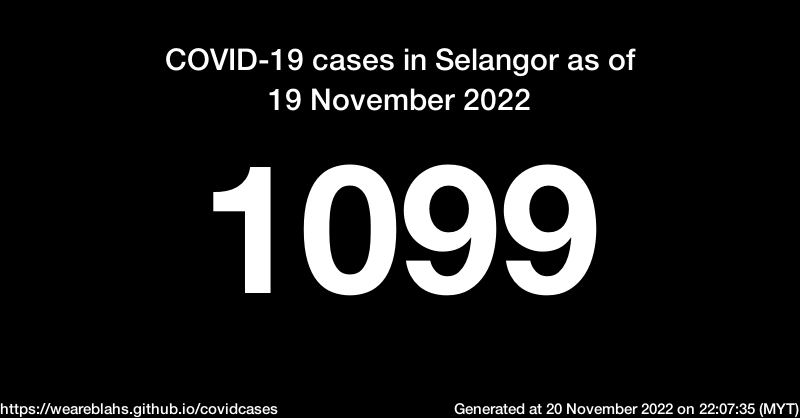 COVID-19 cases in Selangor as of
19 November 2022
1099
https://weareblahs.github.io/covidcases
Generated at 20 November 2022 on 22:07:35 (MYT)